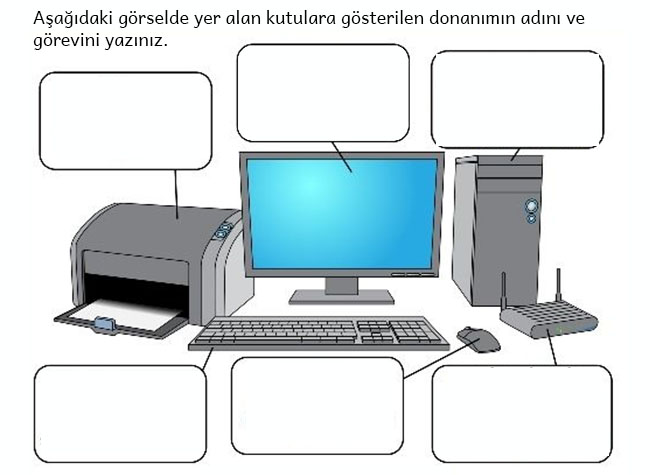 Aşağıdaki görselde yer alan kutulara gösterilen donanımın adını ve
görevini yazınız.